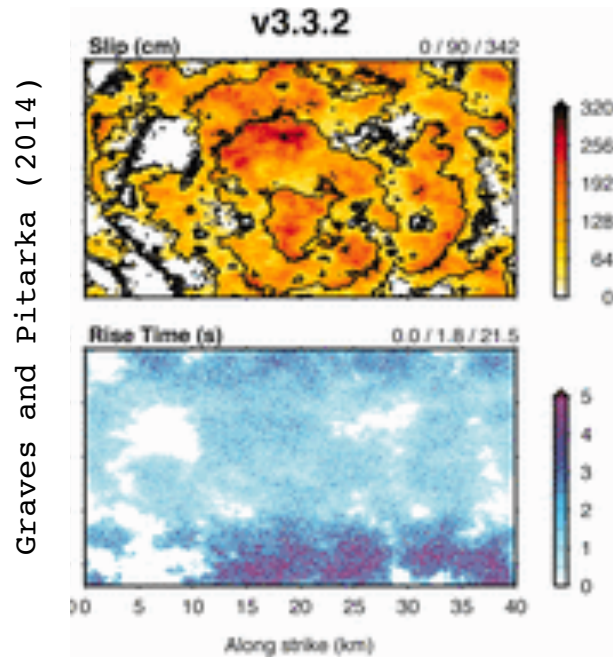 v3.3.2
Slip (cm) 0 / 90 / 342
320
256
192
128
64
0
Graves and Pitarka (2014)
Rise Time (s) 0.0 / 1.8 / 21.5
5
4
3
2
1
0
0 5 10 15 20 25 30 35 40
Along strike (km)